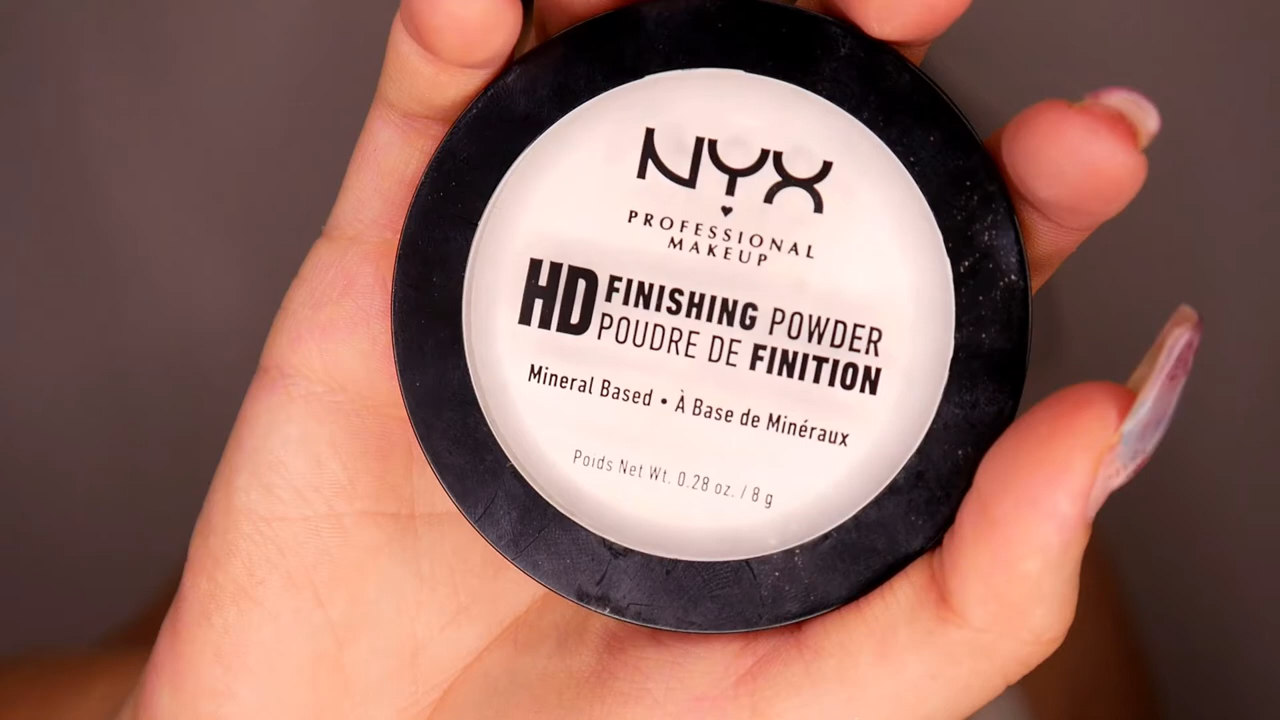 NYX
PROFESSIONAL
MAKEUP
HD FINISHING POWDER
POUDRE DE FINITION
Mineral Based • À Base de Minéraux
Poids Net Wt. 0.28 oz. / 8 g